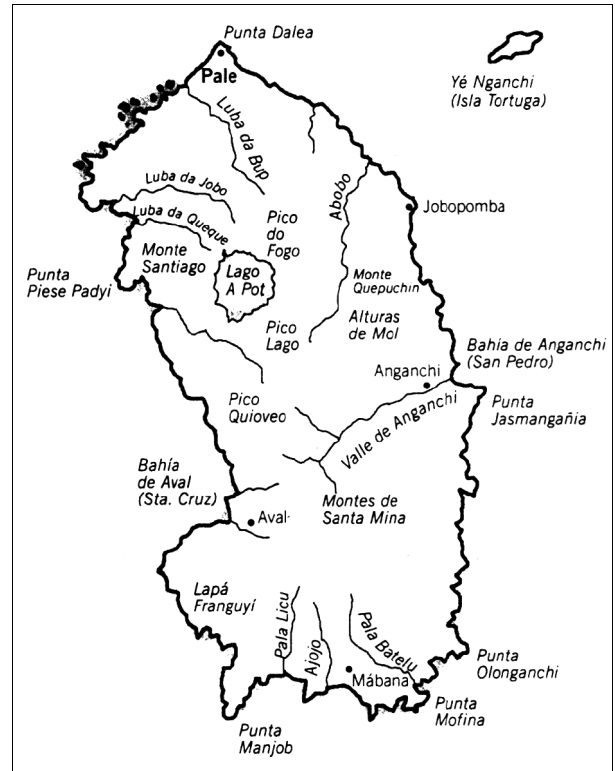 Punta Dalea
Pale
Yé Nganchi
(Isla Tortuga)
Luba da Bup
Luba da Jobo
Abobo
Jobopomba
Luba da Queque
Pico
do
Fogo
Monte
Santiago
Lago
A Pot
Punta
Piese Padyi
Monte
Quepuchin
Alturas
de Mol
Pico
Lago
Bahía de Anganchi
(San Pedro)
Anganchi
Punta
Jasmangañia
Pico
Quioveo
Valle de Anganchi
Bahía
de Aval
(Sta. Cruz)
Aval
Montes de
Santa Mina
Lapá
Franguyí
Pala Licu
Ajojo
Pala Batelu
Mábana
Punta
Olonganchi
Punta
Mofina
Punta
Manjob